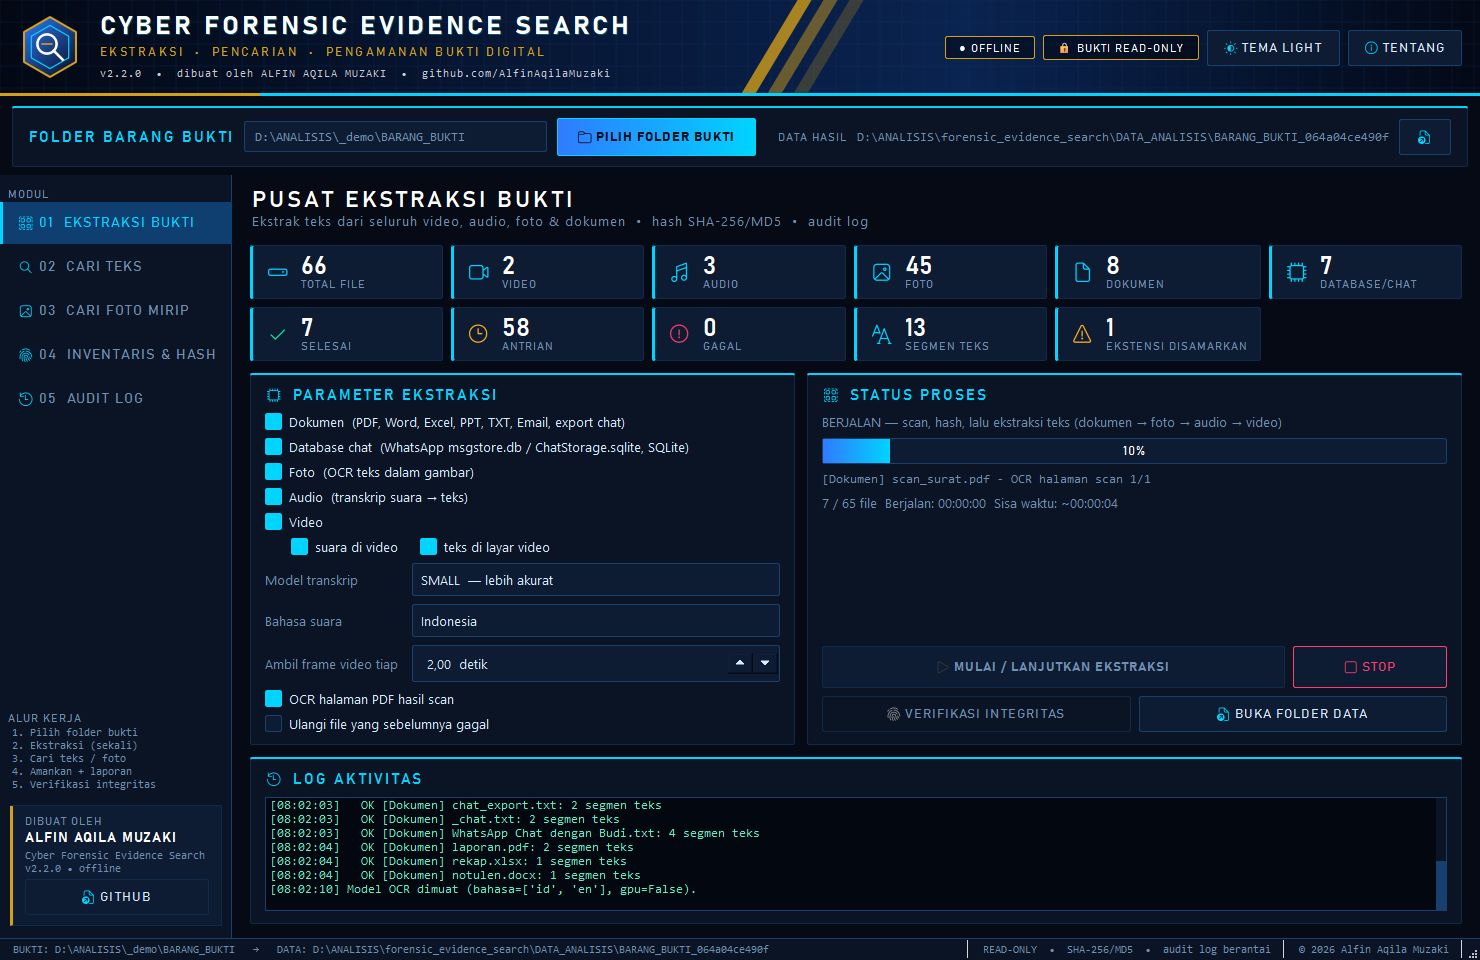 CYBER FORENSIC EVIDENCE SEARCH
EKSTRAKSI • PENCARIAN • PENGAMANAN BUKTI DIGITAL
v2.2.0 • dibuat oleh ALFIN AQILA MUZAKI • github.com/AlfinAqilaMuzaki
● OFFLINE
BUKTI READ-ONLY
TEMA LIGHT
TENTANG
FOLDER BARANG BUKTI
D:\ANALISIS\_demo\BARANG_BUKTI
PILIH FOLDER BUKTI
DATA HASIL D:\ANALISIS\forensic_evidence_search\DATA_ANALISIS\BARANG_BUKTI_064a04ce490f
MODUL
01 EKSTRAKSI BUKTI
02 CARI TEKS
03 CARI FOTO MIRIP
04 INVENTARIS & HASH
05 AUDIT LOG
ALUR KERJA
1. Pilih folder bukti
2. Ekstraksi (sekali)
3. Cari teks / foto
4. Amankan + laporan
5. Verifikasi integritas
DIBUAT OLEH
ALFIN AQILA MUZAKI
Cyber Forensic Evidence Search
v2.2.0 • offline
GITHUB
PUSAT EKSTRAKSI BUKTI
Ekstrak teks dari seluruh video, audio, foto & dokumen • hash SHA-256/MD5 • audit log
66
TOTAL FILE
2
VIDEO
3
AUDIO
45
FOTO
8
DOKUMEN
7
DATABASE/CHAT
7
SELESAI
58
ANTRIAN
0
GAGAL
13
SEGMEN TEKS
1
EKSTENSI DISAMARKAN
PARAMETER EKSTRAKSI
Dokumen (PDF, Word, Excel, PPT, TXT, Email, export chat)
Database chat (WhatsApp msgstore.db / ChatStorage.sqlite, SQLite)
Foto (OCR teks dalam gambar)
Audio (transkrip suara → teks)
Video
suara di video
teks di layar video
Model transkrip
SMALL — lebih akurat
Bahasa suara
Indonesia
Ambil frame video tiap
2,00 detik
OCR halaman PDF hasil scan
Ulangi file yang sebelumnya gagal
STATUS PROSES
BERJALAN — scan, hash, lalu ekstraksi teks (dokumen → foto → audio → video)
10%
[Dokumen] scan_surat.pdf - OCR halaman scan 1/1
7 / 65 file Berjalan: 00:00:00 Sisa waktu: ~00:00:04
MULAI / LANJUTKAN EKSTRAKSI
STOP
VERIFIKASI INTEGRITAS
BUKA FOLDER DATA
LOG AKTIVITAS
[08:02:03] OK [Dokumen] chat_export.txt: 2 segmen teks
[08:02:03] OK [Dokumen] _chat.txt: 2 segmen teks
[08:02:03] OK [Dokumen] WhatsApp Chat dengan Budi.txt: 4 segmen teks
[08:02:04] OK [Dokumen] laporan.pdf: 2 segmen teks
[08:02:04] OK [Dokumen] rekap.xlsx: 1 segmen teks
[08:02:04] OK [Dokumen] notulen.docx: 1 segmen teks
[08:02:10] Model OCR dimuat (bahasa=['id', 'en'], gpu=False).
BUKTI: D:\ANALISIS\_demo\BARANG_BUKTI → DATA: D:\ANALISIS\forensic_evidence_search\DATA_ANALISIS\BARANG_BUKTI_064a04ce490f
READ-ONLY • SHA-256/MD5 • audit log berantai
© 2026 Alfin Aqila Muzaki